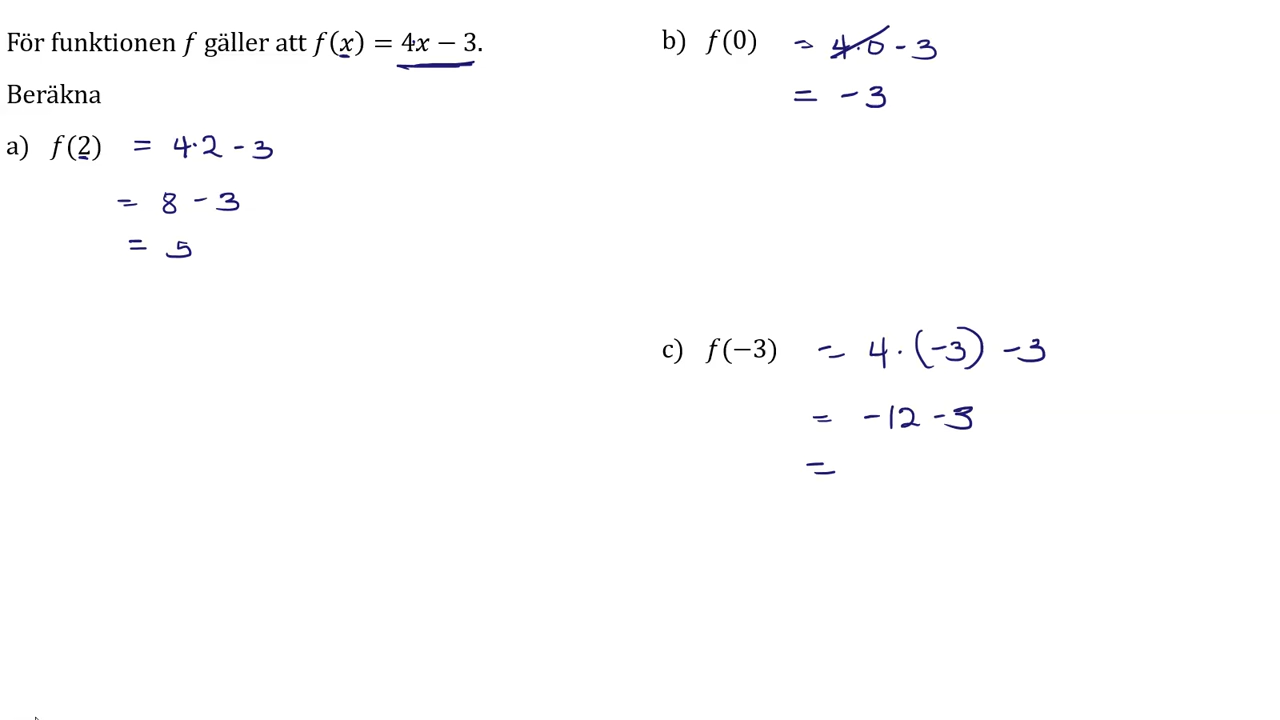 För funktionen f gäller att f(x) = 4x − 3.
Beräkna
a) f(2) = 4·2 - 3
= 8 - 3
= 5
b) f(0) = 4·0 - 3
= -3
c) f(−3) = 4·(-3) -3
= -12 -3
=